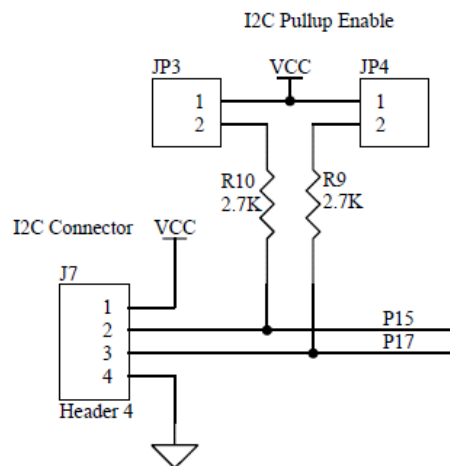 I2C Pullup Enable
JP3
VCC
JP4
1
2
1
2
R10
2.7K
R9
2.7K
I2C Connector
VCC
J7
1
2
3
4
P15
P17
Header 4